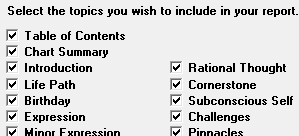 Select the topics you wish to include in your report.
Table of Contents
Chart Summary
Introduction
Rational Thought
Life Path
Cornerstone
Birthday
Subconscious Self
Expression
Challenges
Minor Expression
Pinnacles